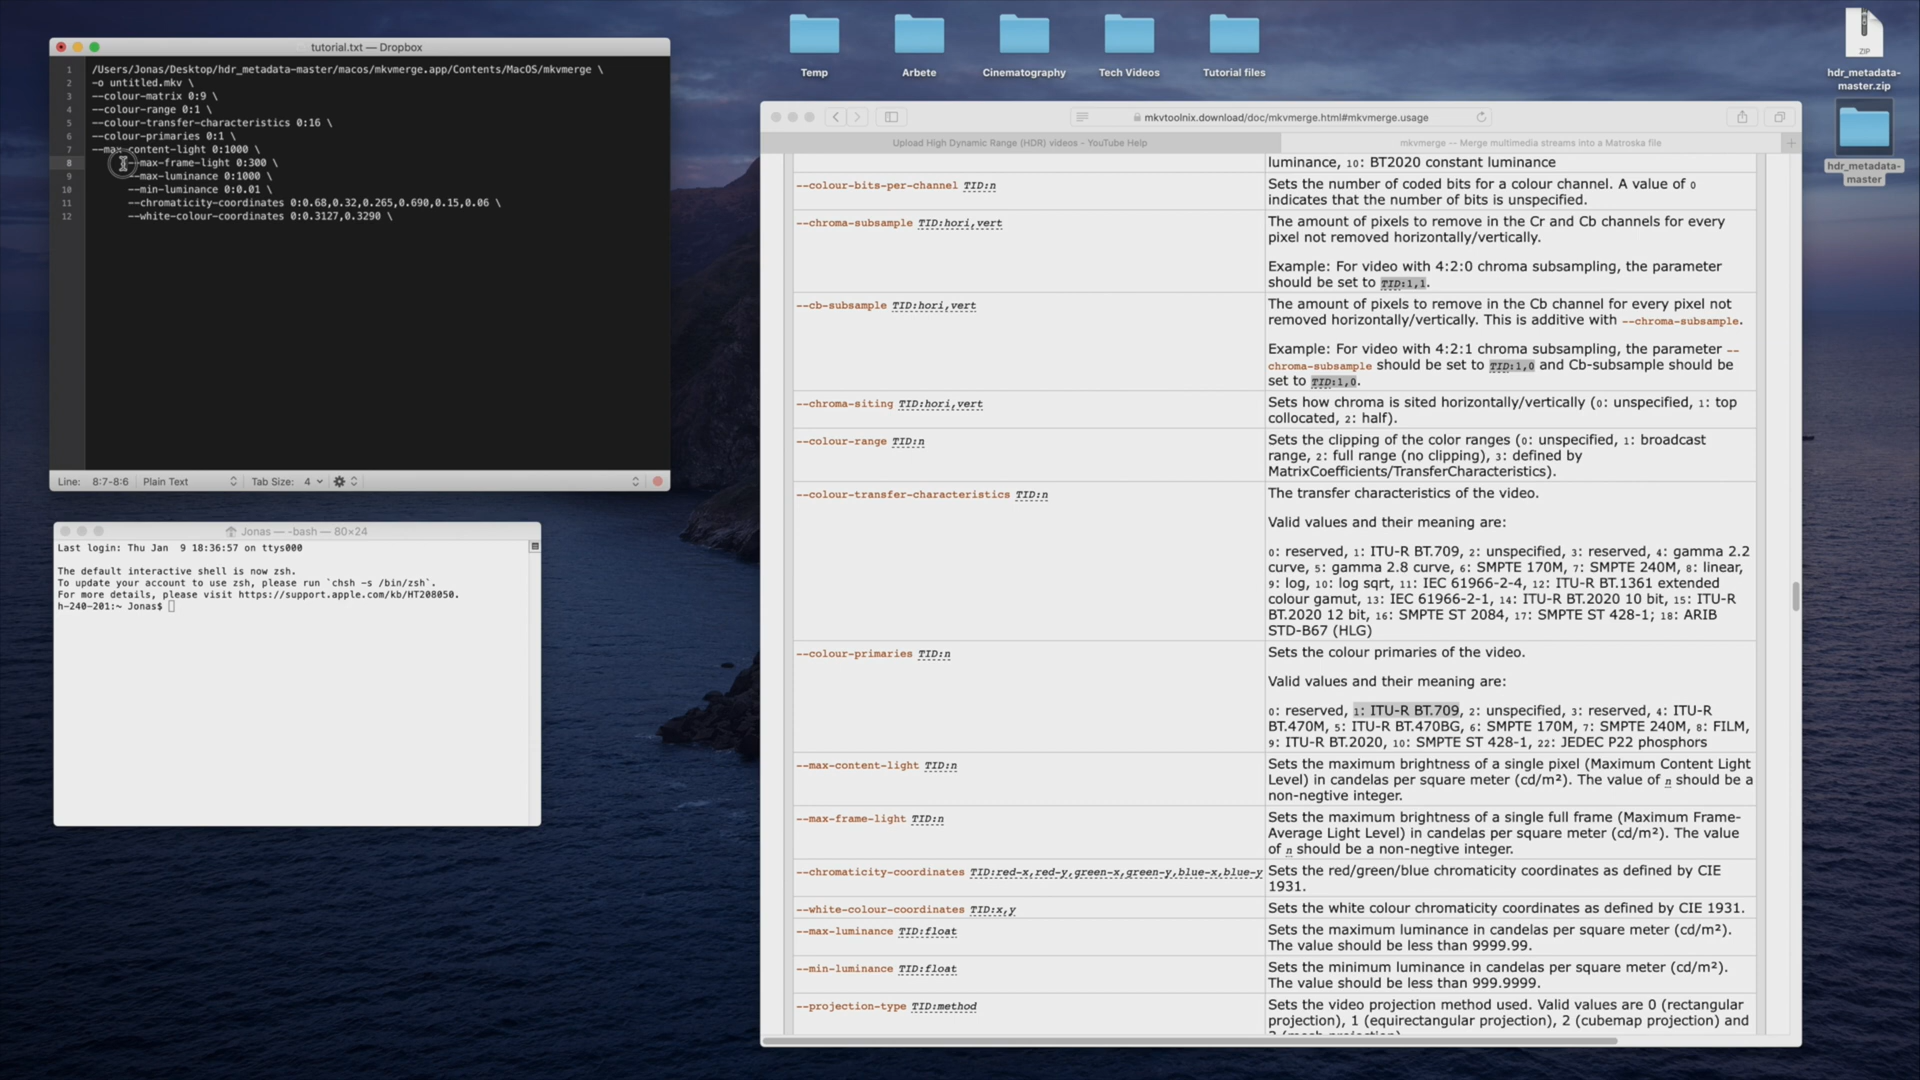 tutorial.txt — Dropbox
1 /Users/Jonas/Desktop/hdr_metadata-master/macos/mkvmerge.app/Contents/MacOS/mkvmerge \
2 -o untitled.mkv \
3 --colour-matrix 0:9 \
4 --colour-range 0:1 \
5 --colour-transfer-characteristics 0:16 \
6 --colour-primaries 0:1 \
7 --max-content-light 0:1000 \
8 --max-frame-light 0:300 \
9 --max-luminance 0:1000 \
10 --min-luminance 0:0.01 \
11 --chromaticity-coordinates 0:0.68,0.32,0.265,0.690,0.15,0.06 \
12 --white-colour-coordinates 0:0.3127,0.3290 \
Line: 8:7-8:6 Plain Text Tab Size: 4
Jonas — -bash — 80×24
Last login: Thu Jan 9 18:36:57 on ttys000
The default interactive shell is now zsh.
To update your account to use zsh, please run `chsh -s /bin/zsh`.
For more details, please visit https://support.apple.com/kb/HT208050.
h-240-201:~ Jonas$
Temp
Arbete
Cinematography
Tech Videos
Tutorial files
ZIP
hdr_metadata-
master.zip
hdr_metadata-
master
mkvtoolnix.download/doc/mkvmerge.html#mkvmerge.usage
Upload High Dynamic Range (HDR) videos - YouTube Help
mkvmerge -- Merge multimedia streams into a Matroska file
luminance, 10: BT2020 constant luminance
--colour-bits-per-channel TID:n
Sets the number of coded bits for a colour channel. A value of 0
indicates that the number of bits is unspecified.
--chroma-subsample TID:hori,vert
The amount of pixels to remove in the Cr and Cb channels for every
pixel not removed horizontally/vertically.
Example: For video with 4:2:0 chroma subsampling, the parameter
should be set to TID:1,1.
--cb-subsample TID:hori,vert
The amount of pixels to remove in the Cb channel for every pixel not
removed horizontally/vertically. This is additive with --chroma-subsample.
Example: For video with 4:2:1 chroma subsampling, the parameter --
chroma-subsample should be set to TID:1,0 and Cb-subsample should be
set to TID:1,0.
--chroma-siting TID:hori,vert
Sets how chroma is sited horizontally/vertically (0: unspecified, 1: top
collocated, 2: half).
--colour-range TID:n
Sets the clipping of the color ranges (0: unspecified, 1: broadcast
range, 2: full range (no clipping), 3: defined by
MatrixCoefficients/TransferCharacteristics).
--colour-transfer-characteristics TID:n
The transfer characteristics of the video.
Valid values and their meaning are:
0: reserved, 1: ITU-R BT.709, 2: unspecified, 3: reserved, 4: gamma 2.2
curve, 5: gamma 2.8 curve, 6: SMPTE 170M, 7: SMPTE 240M, 8: linear,
9: log, 10: log sqrt, 11: IEC 61966-2-4, 12: ITU-R BT.1361 extended
colour gamut, 13: IEC 61966-2-1, 14: ITU-R BT.2020 10 bit, 15: ITU-R
BT.2020 12 bit, 16: SMPTE ST 2084, 17: SMPTE ST 428-1; 18: ARIB
STD-B67 (HLG)
--colour-primaries TID:n
Sets the colour primaries of the video.
Valid values and their meaning are:
0: reserved, 1: ITU-R BT.709, 2: unspecified, 3: reserved, 4: ITU-R
BT.470M, 5: ITU-R BT.470BG, 6: SMPTE 170M, 7: SMPTE 240M, 8: FILM,
9: ITU-R BT.2020, 10: SMPTE ST 428-1, 22: JEDEC P22 phosphors
--max-content-light TID:n
Sets the maximum brightness of a single pixel (Maximum Content Light
Level) in candelas per square meter (cd/m²). The value of n should be a
non-negtive integer.
--max-frame-light TID:n
Sets the maximum brightness of a single full frame (Maximum Frame-
Average Light Level) in candelas per square meter (cd/m²). The value
of n should be a non-negtive integer.
--chromaticity-coordinates TID:red-x,red-y,green-x,green-y,blue-x,blue-y
Sets the red/green/blue chromaticity coordinates as defined by CIE
1931.
--white-colour-coordinates TID:x,y
Sets the white colour chromaticity coordinates as defined by CIE 1931.
--max-luminance TID:float
Sets the maximum luminance in candelas per square meter (cd/m²).
The value should be less than 9999.99.
--min-luminance TID:float
Sets the minimum luminance in candelas per square meter (cd/m²).
The value should be less than 999.9999.
--projection-type TID:method
Sets the video projection method used. Valid values are 0 (rectangular
projection), 1 (equirectangular projection), 2 (cubemap projection) and